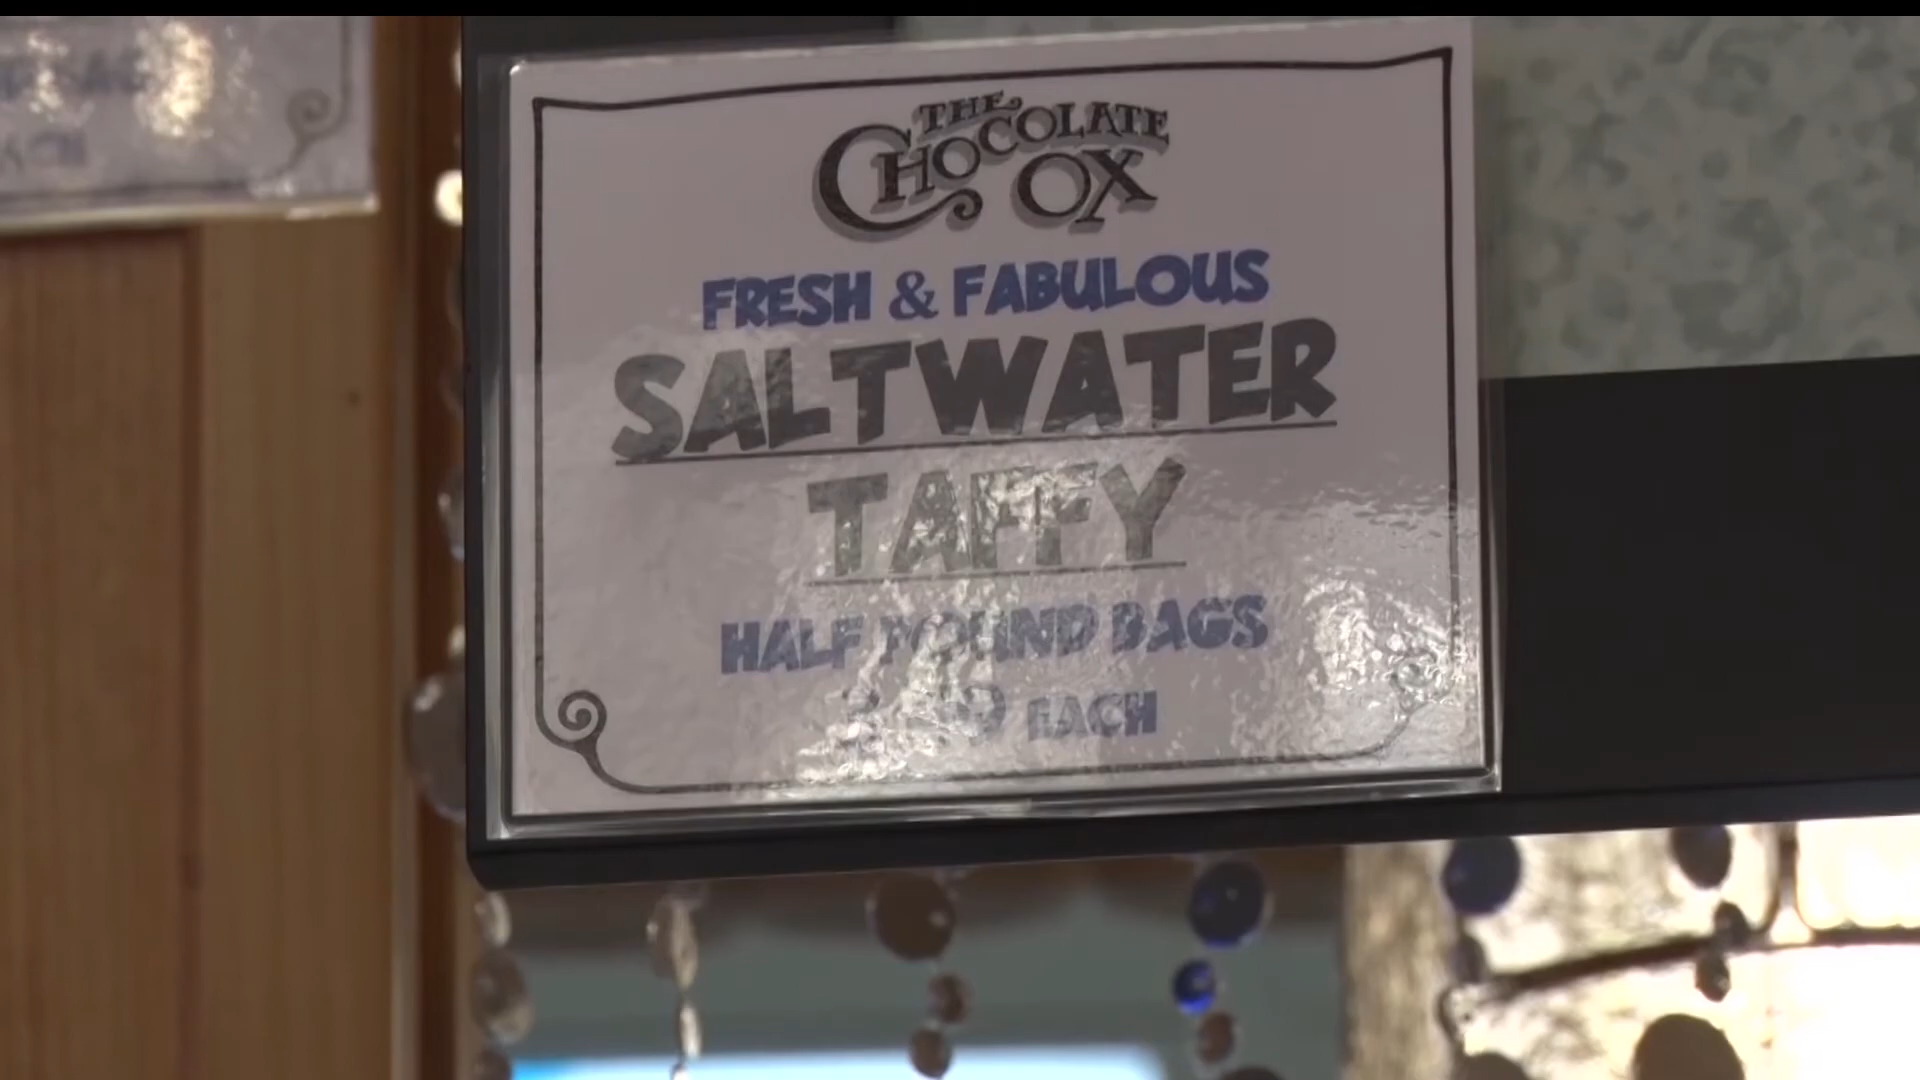 THE
CHOCOLATE
OX
FRESH & FABULOUS
SALTWATER
TAFFY
HALF POUND BAGS
EACH